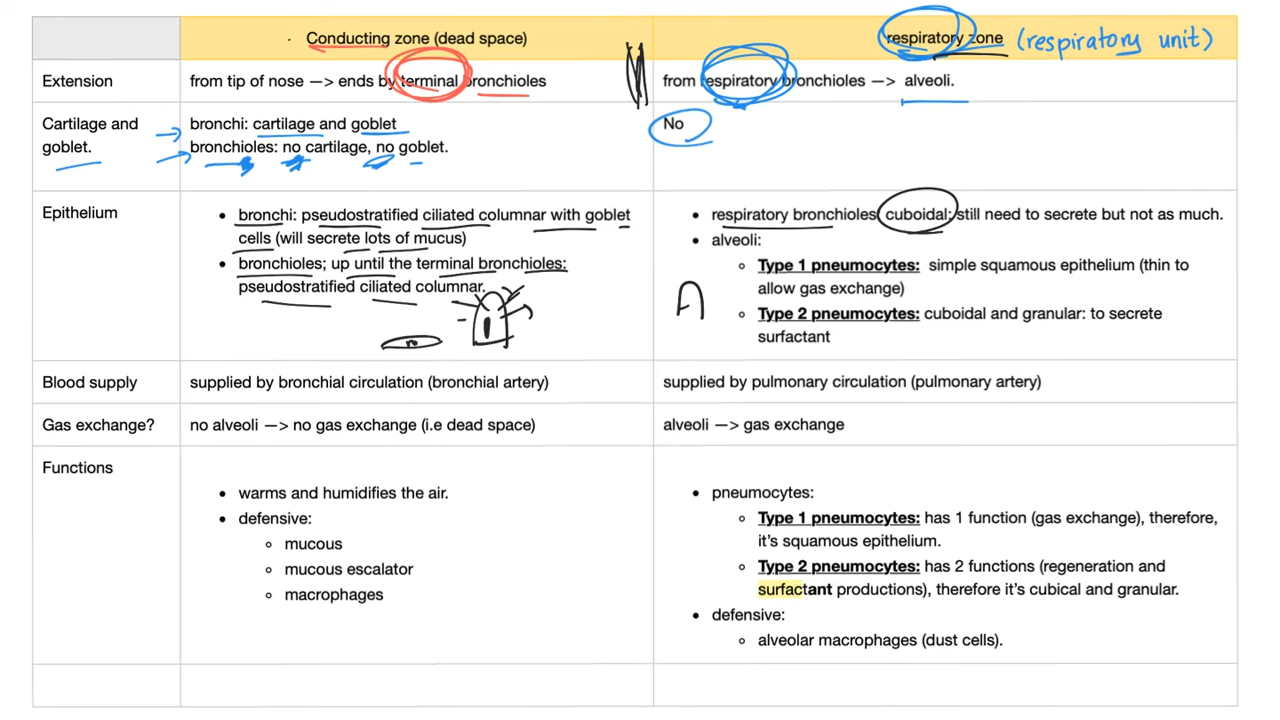 Conducting zone (dead space)
respiratory zone (respiratory unit)
Extension
from tip of nose —> ends by terminal bronchioles
from respiratory bronchioles —> alveoli.
Cartilage and
goblet.
bronchi: cartilage and goblet
bronchioles: no cartilage, no goblet.
No
Epithelium
• bronchi: pseudostratified ciliated columnar with goblet
cells (will secrete lots of mucus)
• bronchioles; up until the terminal bronchioles:
pseudostratified ciliated columnar.
• respiratory bronchioles cuboidal: still need to secrete but not as much.
• alveoli:
Type 1 pneumocytes: simple squamous epithelium (thin to
allow gas exchange)
Type 2 pneumocytes: cuboidal and granular: to secrete
surfactant
Blood supply
supplied by bronchial circulation (bronchial artery)
supplied by pulmonary circulation (pulmonary artery)
Gas exchange?
no alveoli —> no gas exchange (i.e dead space)
alveoli —> gas exchange
Functions
• warms and humidifies the air.
• defensive:
mucous
mucous escalator
macrophages
• pneumocytes:
Type 1 pneumocytes: has 1 function (gas exchange), therefore,
it's squamous epithelium.
Type 2 pneumocytes: has 2 functions (regeneration and
surfactant productions), therefore it's cubical and granular.
• defensive:
alveolar macrophages (dust cells).